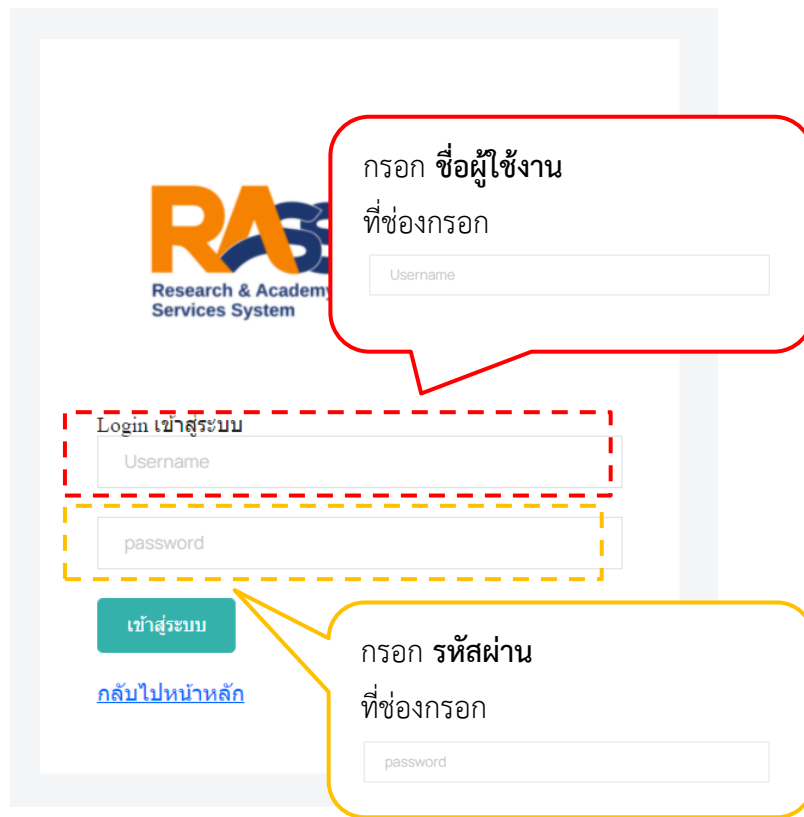 กรอก ชื่อผู้ใช้งาน
ที่ช่องกรอก
Username
RASS
Research & Academy
Services System
Login เข้าสู่ระบบ
Username
password
เข้าสู่ระบบ
กลับไปหน้าหลัก
กรอก รหัสผ่าน
ที่ช่องกรอก
password